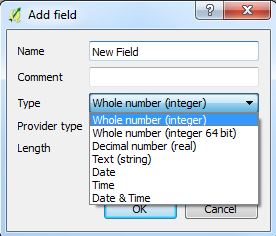 Add field
?
Name New Field
Comment
Type Whole number (integer)
Whole number (integer)
Provider type Whole number (integer 64 bit)
Length Decimal number (real)
Text (string)
Date
Time
Date & Time
OK Cancel